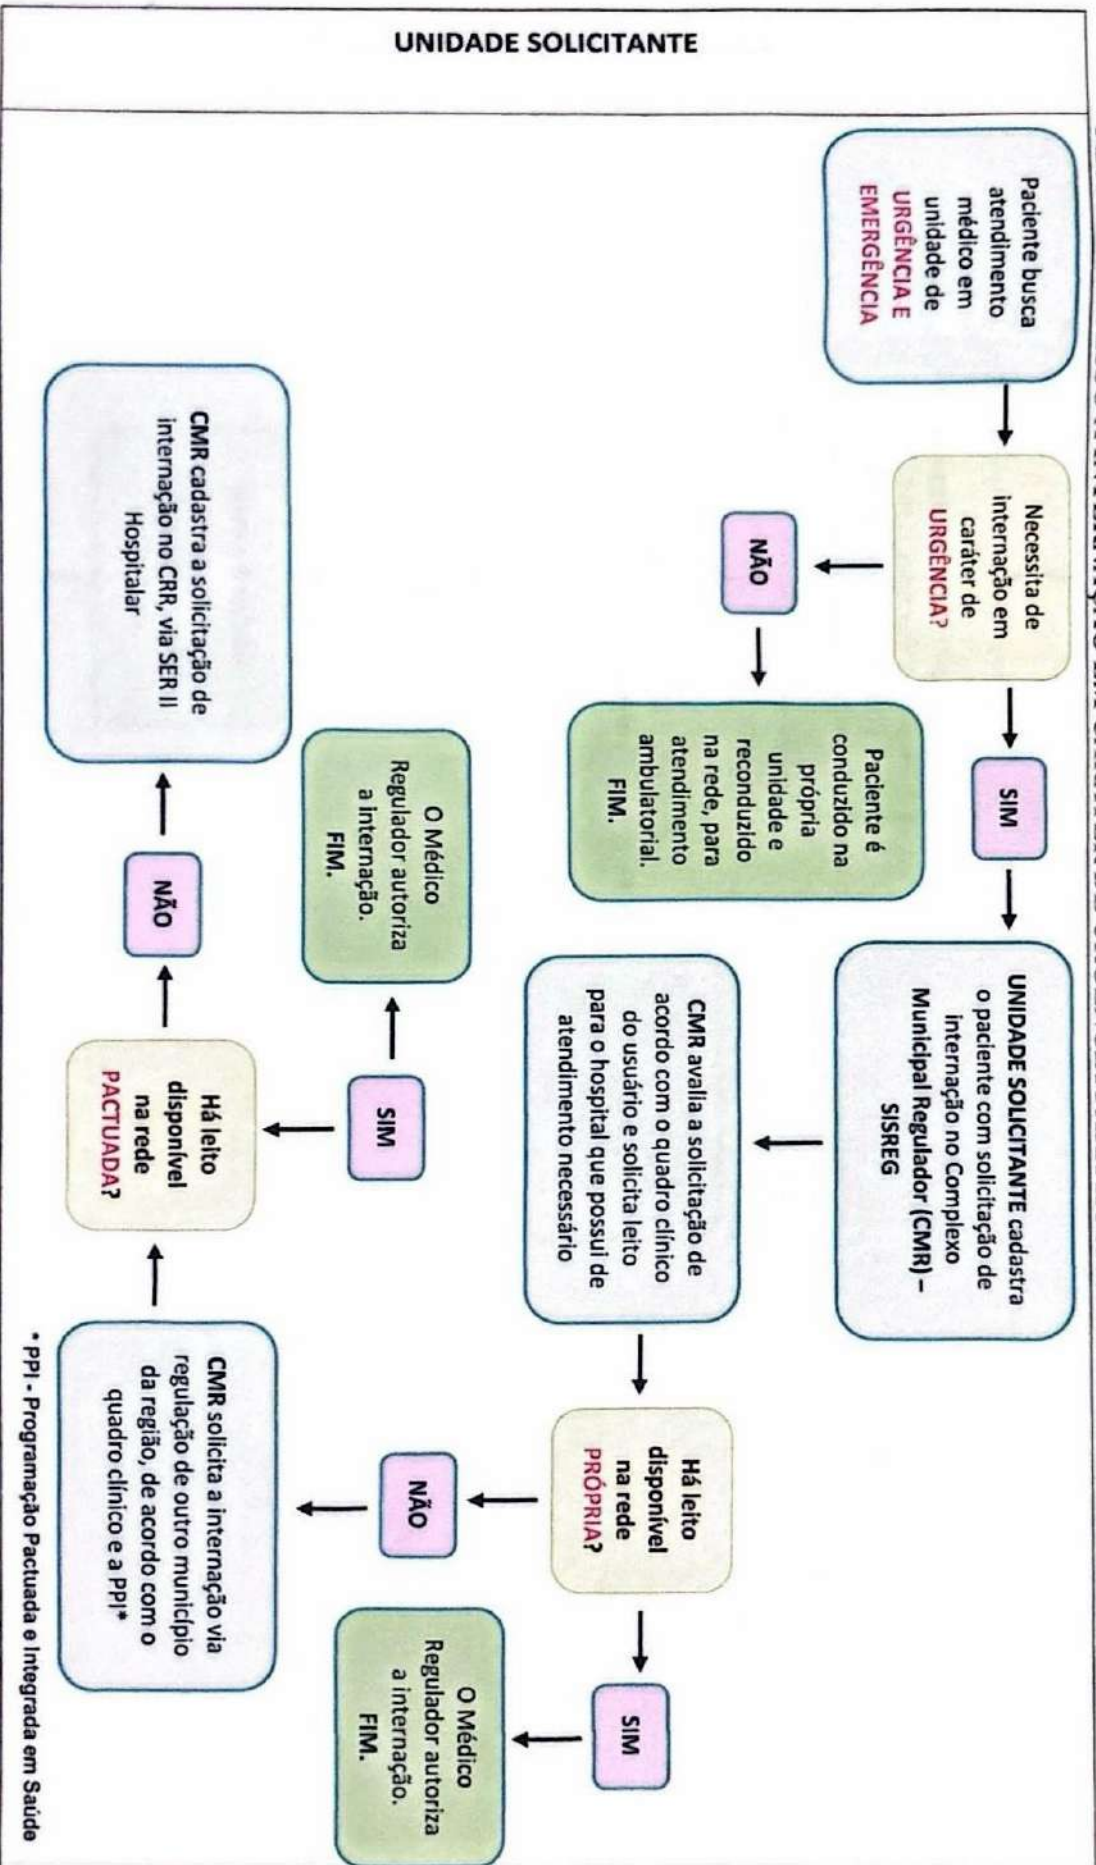 UNIDADE SOLICITANTE
Paciente busca
atendimento
médico em
unidade de
URGÊNCIA E
EMERGÊNCIA
Necessita de
internação em
caráter de
URGÊNCIA?
SIM
UNIDADE SOLICITANTE cadastra
o paciente com solicitação de
internação no Complexo
Municipal Regulador (CMR) –
SISREG
NÃO
Paciente é
conduzido na
própria
unidade e
reconduzido
na rede, para
atendimento
ambulatorial.
FIM.
CMR avalia a solicitação de
acordo com o quadro clínico
do usuário e solicita leito
para o hospital que possui de
atendimento necessário
Há leito
disponível
na rede
PRÓPRIA?
SIM
O Médico
Regulador autoriza
a internação.
FIM.
NÃO
CMR solicita a internação via
regulação de outro município
da região, de acordo com o
quadro clínico e a PPI*
Há leito
disponível
na rede
PACTUADA?
SIM
O Médico
Regulador autoriza
a internação.
FIM.
NÃO
CMR cadastra a solicitação de
internação no CRR, via SER II
Hospitalar
* PPI - Programação Pactuada e Integrada em Saúde